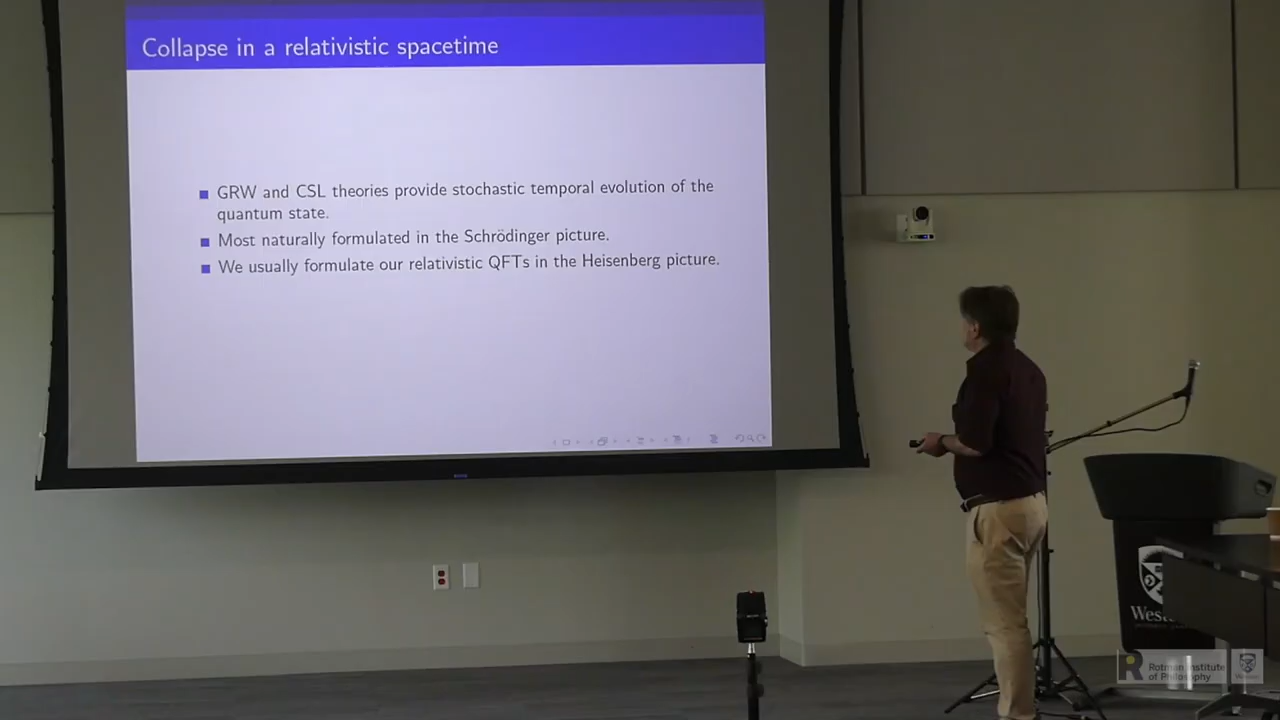 Collapse in a relativistic spacetime
GRW and CSL theories provide stochastic temporal evolution of the
quantum state.
Most naturally formulated in the Schrödinger picture.
We usually formulate our relativistic QFTs in the Heisenberg picture.
Rotman Institute
of Philosophy